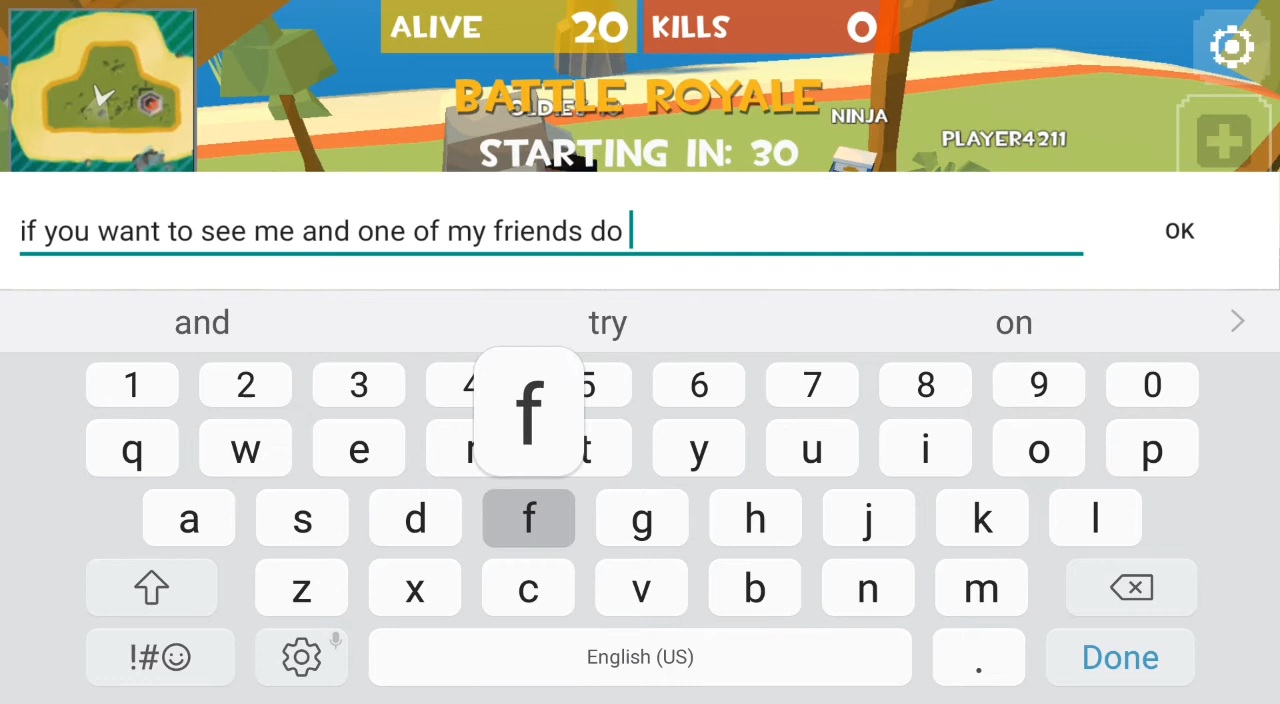 ALIVE 20 KILLS 0
BATTLE ROYALE
NINJA
PLAYER4211
STARTING IN: 30
if you want to see me and one of my friends do
OK
and try on
1 2 3 4 5 6 7 8 9 0
f
q w e r t y u i o p
a s d f g h j k l
z x c v b n m
!#☺ English (US) . Done